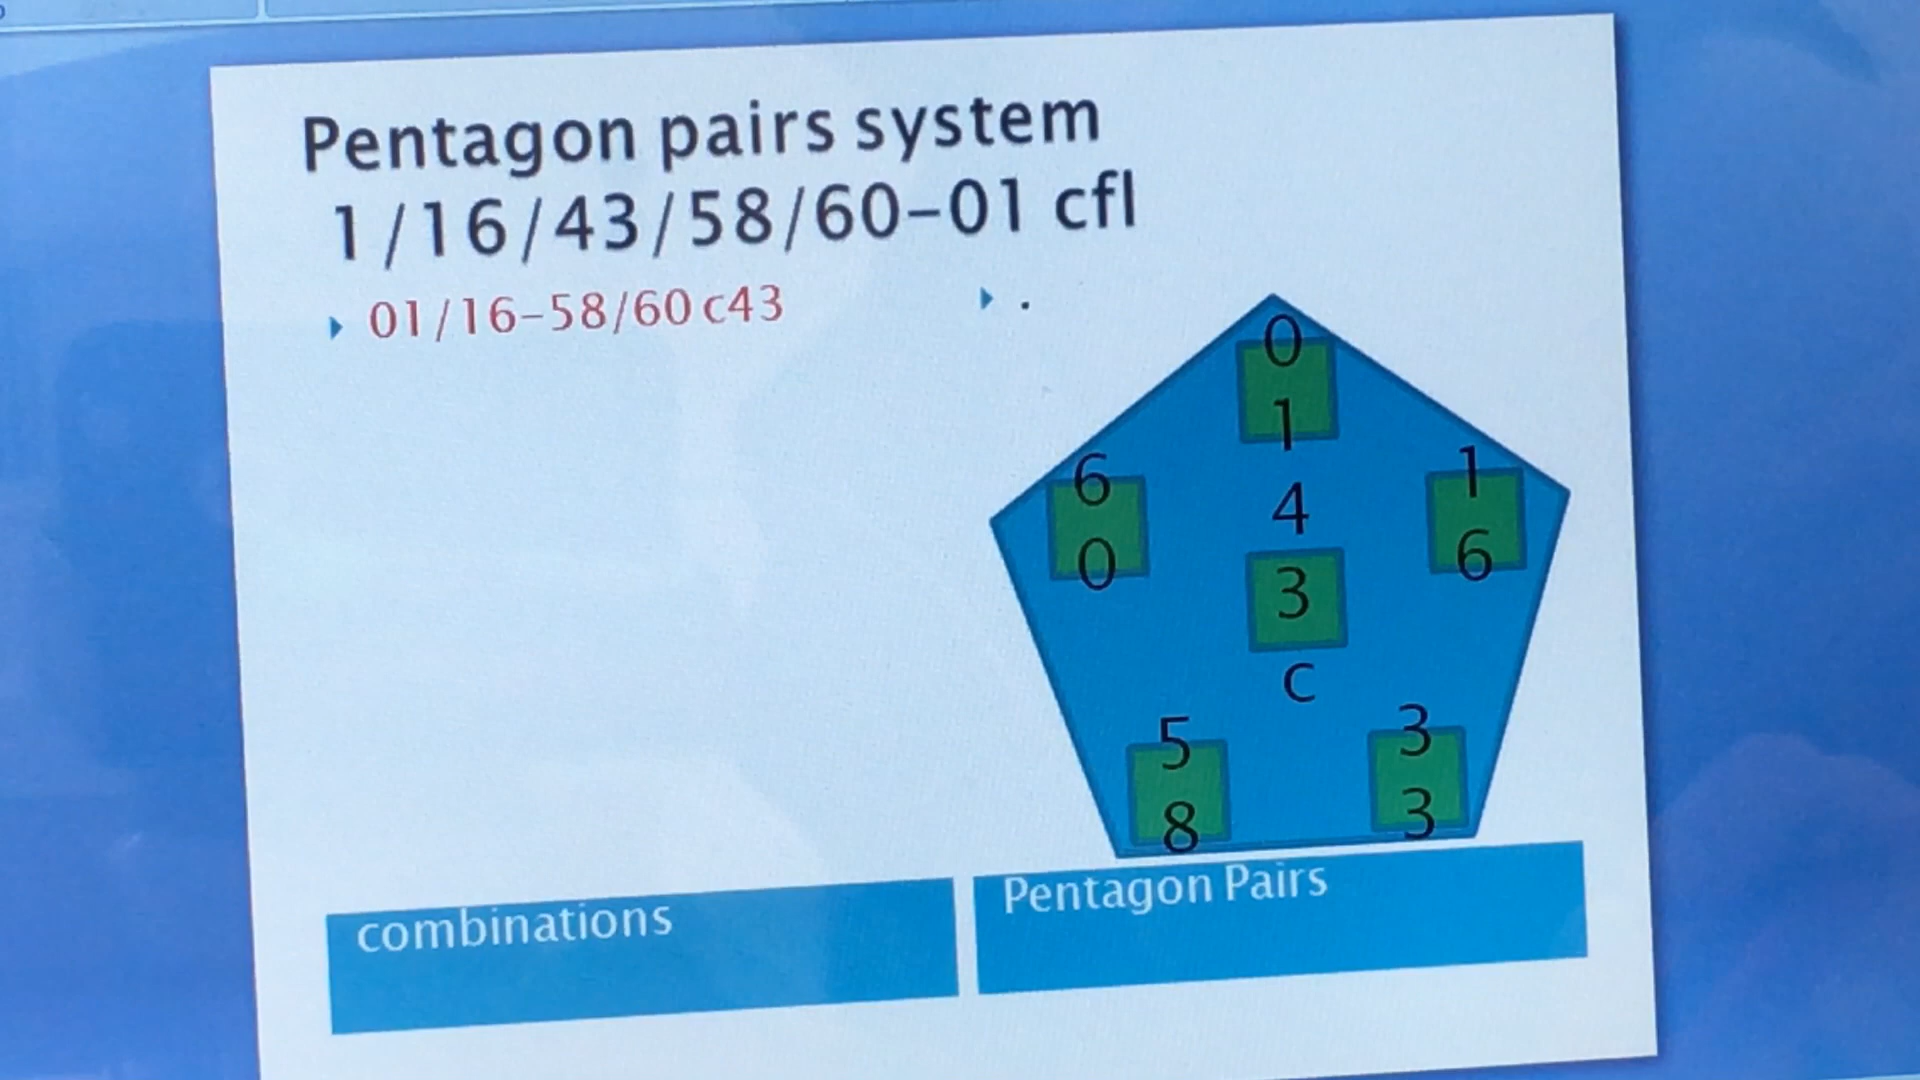 Pentagon pairs system
1/16/43/58/60-01 cfl
01/16-58/60 c43
.
0
1
6
0
4
3
c
1
6
5
8
3
3
combinations
Pentagon Pairs